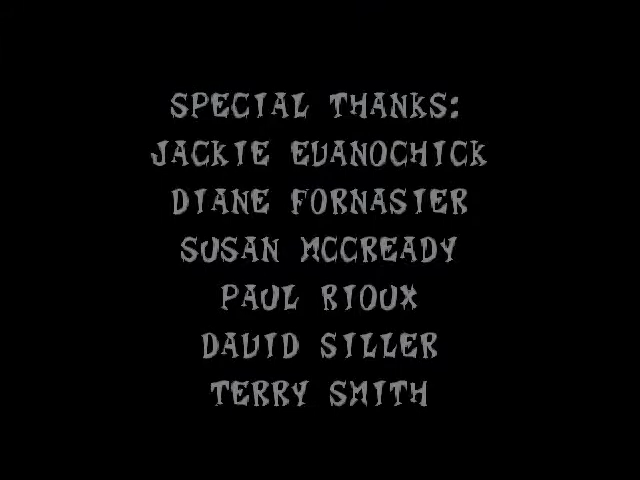 SPECIAL THANKS:
JACKIE EVANOCHICK
DIANE FORNASIER
SUSAN MCCREADY
PAUL RIOUX
DAVID SILLER
TERRY SMITH